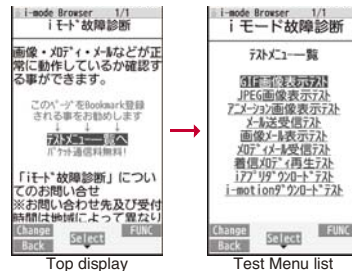 i-mode Browser 1/1
iモード故障診断
画像・メロディ・メールなどが正
常に動作しているか確認す
る事ができます。
このページをBookmark登録
される事をお勧めします
↓ ↓ ↓
テストメニュー一覧へ
パケット通信料無料!
「iモード故障診断」につい
てのお問い合せ
※お問い合わせ先及び受付
時間は地域によって異なり
Change
Select
FUNC
Back
Top display
i-mode Browser 1/1
iモード故障診断
テストメニュー一覧
GIF画像表示テスト
JPEG画像表示テスト
アニメーション画像表示テスト
メール送受信テスト
画像メール表示テスト
メロディメール受信テスト
着信メロディ再生テスト
iアプリダウンロードテスト
i-motionダウンロードテスト
Change
Select
FUNC
Back
Test Menu list